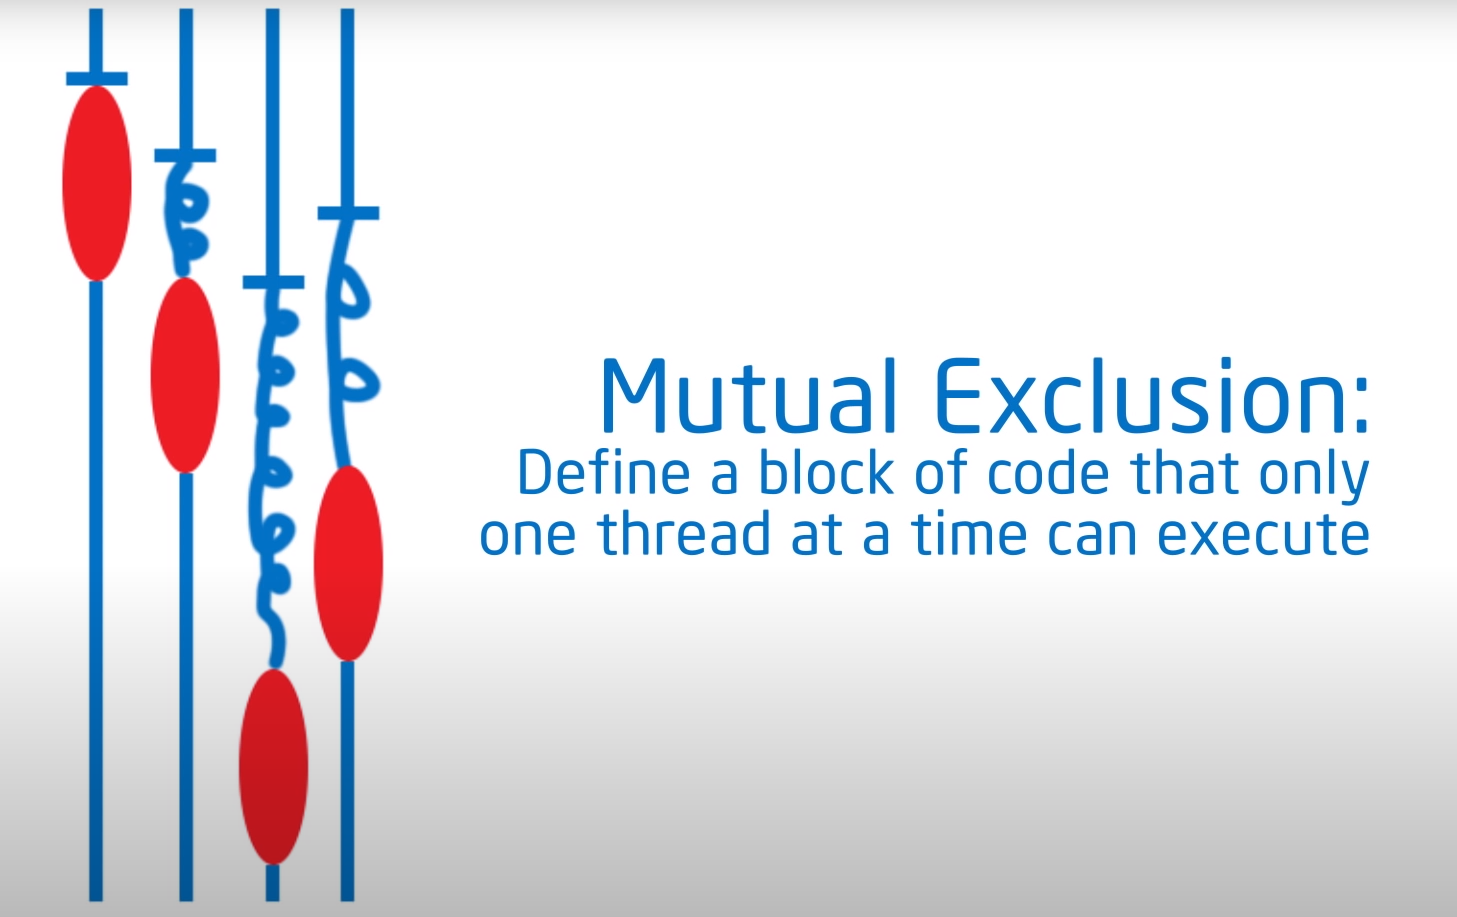 Mutual Exclusion:
Define a block of code that only
one thread at a time can execute